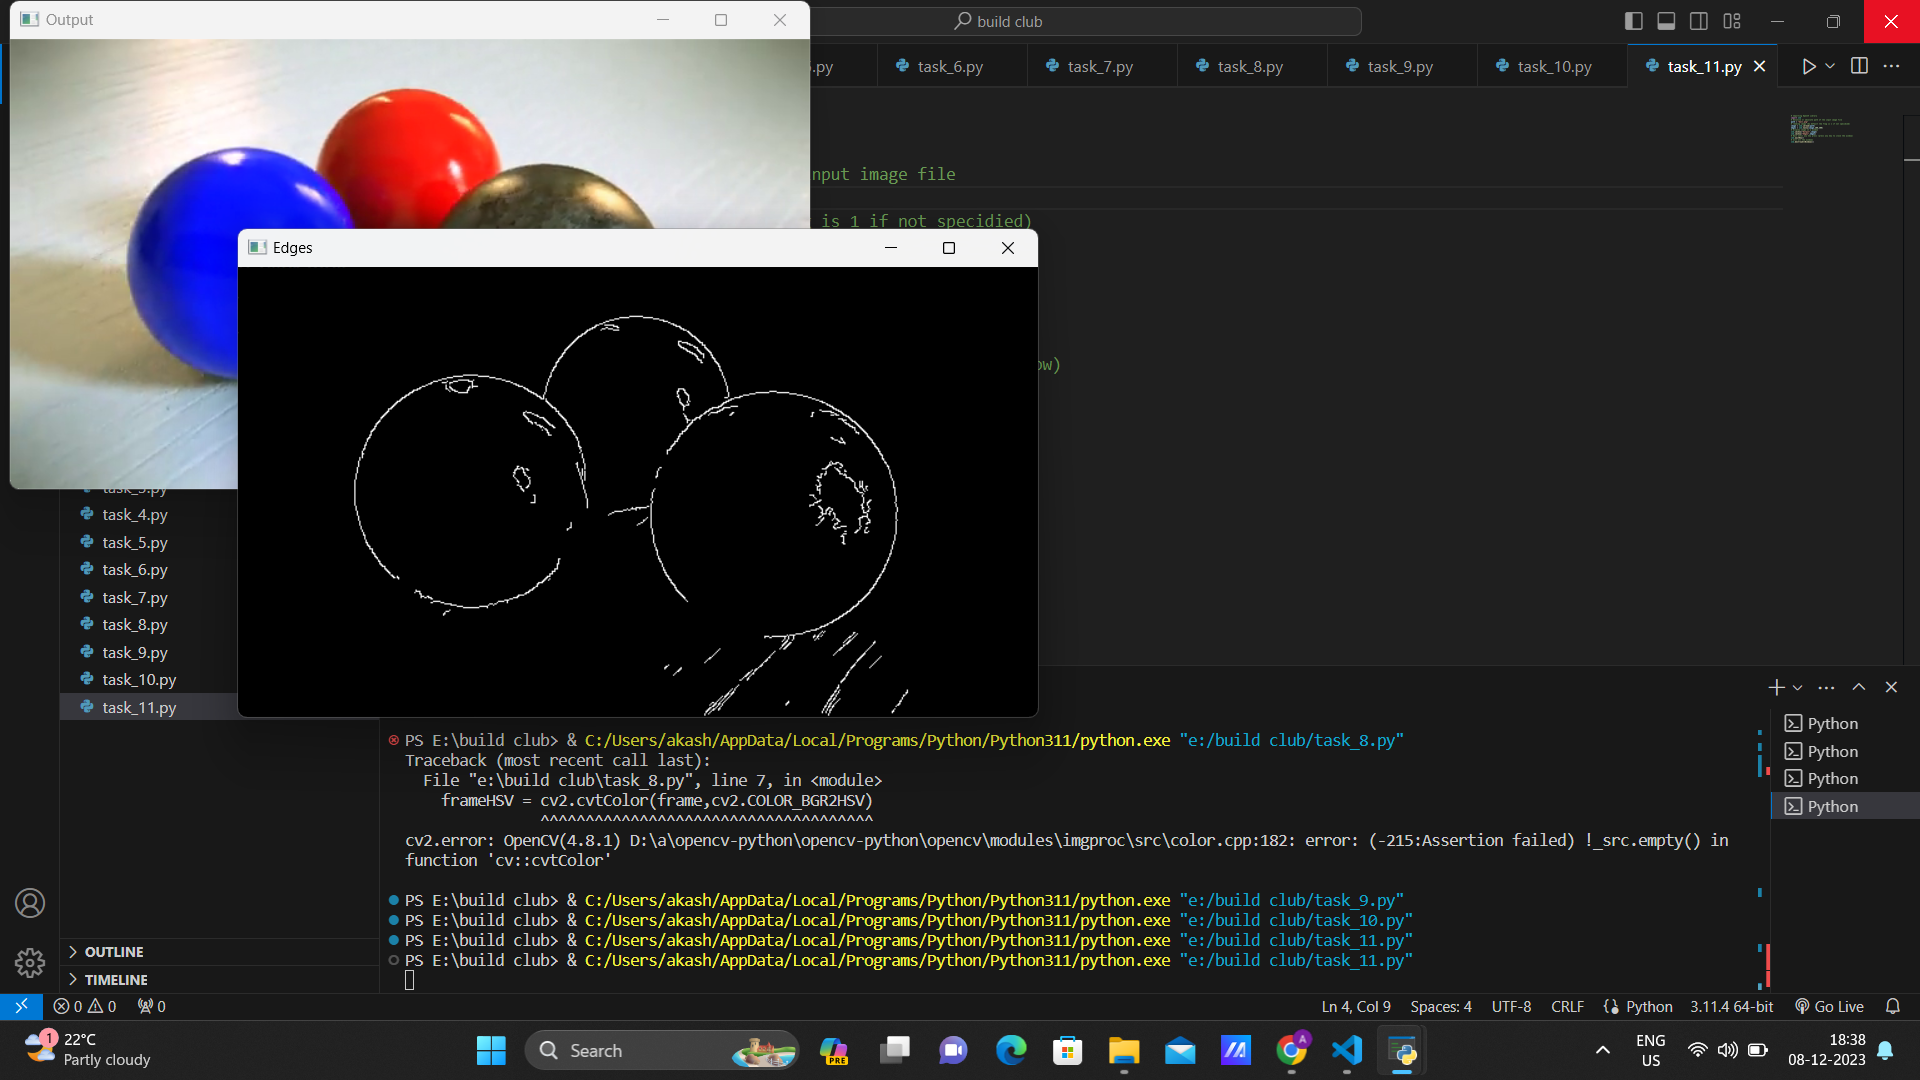 Output
build club
.py
task_6.py
task_7.py
task_8.py
task_9.py
task_10.py
task_11.py
nput image file
is 1 if not specidied)
Edges
ow)
task_3.py
task_4.py
task_5.py
task_6.py
task_7.py
task_8.py
task_9.py
task_10.py
task_11.py
OUTLINE
TIMELINE
PS E:\build club> & C:/Users/akash/AppData/Local/Programs/Python/Python311/python.exe "e:/build club/task_8.py"
Traceback (most recent call last):
File "e:\build club\task_8.py", line 7, in <module>
frameHSV = cv2.cvtColor(frame,cv2.COLOR_BGR2HSV)
^^^^^^^^^^^^^^^^^^^^^^^^^^^^^^^^^^^^^
cv2.error: OpenCV(4.8.1) D:\a\opencv-python\opencv-python\opencv\modules\imgproc\src\color.cpp:182: error: (-215:Assertion failed) !_src.empty() in
function 'cv::cvtColor'
PS E:\build club> & C:/Users/akash/AppData/Local/Programs/Python/Python311/python.exe "e:/build club/task_9.py"
PS E:\build club> & C:/Users/akash/AppData/Local/Programs/Python/Python311/python.exe "e:/build club/task_10.py"
PS E:\build club> & C:/Users/akash/AppData/Local/Programs/Python/Python311/python.exe "e:/build club/task_11.py"
PS E:\build club> & C:/Users/akash/AppData/Local/Programs/Python/Python311/python.exe "e:/build club/task_11.py"
Python
Python
Python
Python
0 0 0
Ln 4, Col 9 Spaces: 4 UTF-8 CRLF Python 3.11.4 64-bit Go Live
1
22°C
Partly cloudy
Search
PRE
A
ENG
US
18:38
08-12-2023